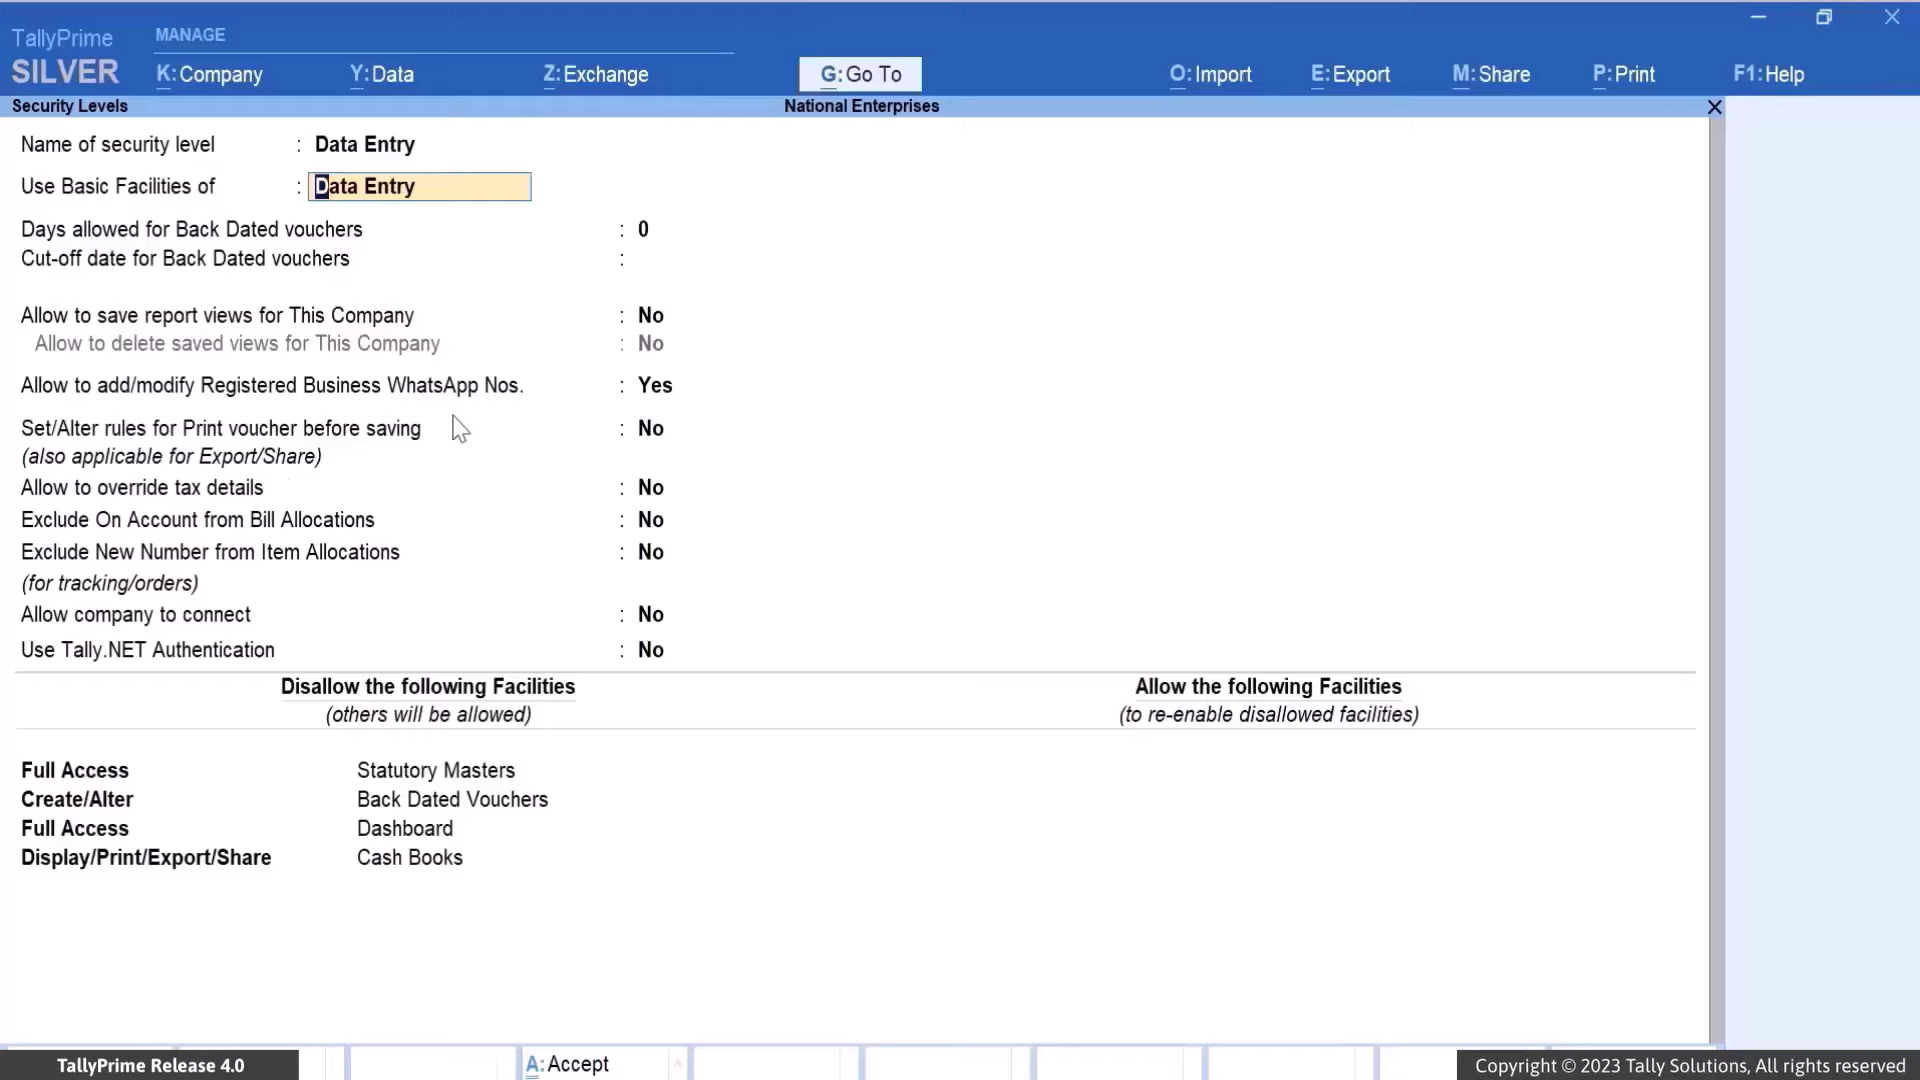 TallyPrime
MANAGE
SILVER
K:Company
Y:Data
Z:Exchange
G:Go To
O:Import
E:Export
M:Share
P:Print
F1:Help
Security Levels
National Enterprises
Name of security level : Data Entry
Use Basic Facilities of : Data Entry
Days allowed for Back Dated vouchers : 0
Cut-off date for Back Dated vouchers :
Allow to save report views for This Company : No
Allow to delete saved views for This Company : No
Allow to add/modify Registered Business WhatsApp Nos. : Yes
Set/Alter rules for Print voucher before saving : No
(also applicable for Export/Share)
Allow to override tax details : No
Exclude On Account from Bill Allocations : No
Exclude New Number from Item Allocations : No
(for tracking/orders)
Allow company to connect : No
Use Tally.NET Authentication : No
Disallow the following Facilities
(others will be allowed)
Allow the following Facilities
(to re-enable disallowed facilities)
Full Access Statutory Masters
Create/Alter Back Dated Vouchers
Full Access Dashboard
Display/Print/Export/Share Cash Books
TallyPrime Release 4.0
A:Accept
Copyright © 2023 Tally Solutions, All rights reserved